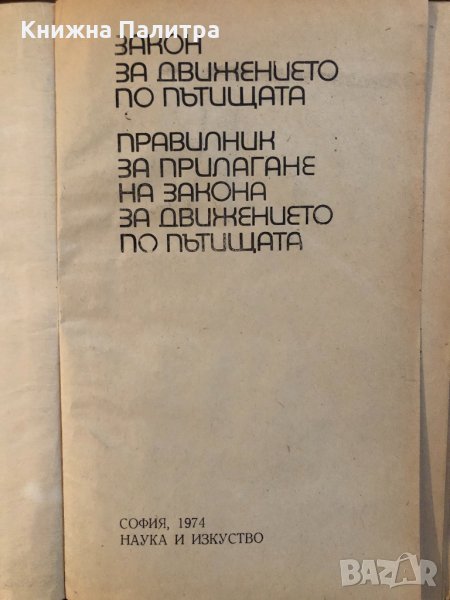 Книжна Палитра
ЗАКОН
ЗА ДВИЖЕНИЕТО
ПО ПЪТИЩАТА
ПРАВИЛНИК
ЗА ПРИЛАГАНЕ
НА ЗАКОНА
ЗА ДВИЖЕНИЕТО
ПО ПЪТИЩАТА
СОФИЯ, 1974
НАУКА И ИЗКУСТВО
BAZAR